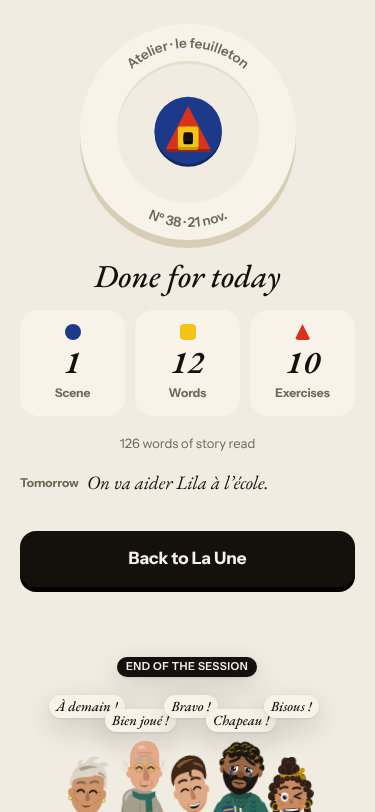 Atelier · le feuilleton
Nº 38 · 21 nov.
Done for today
1
Scene
12
Words
10
Exercises
126 words of story read
Tomorrow On va aider Lila à l’école.
Back to La Une
END OF THE SESSION
À demain !
Bravo !
Bisous !
Bien joué !
Chapeau !